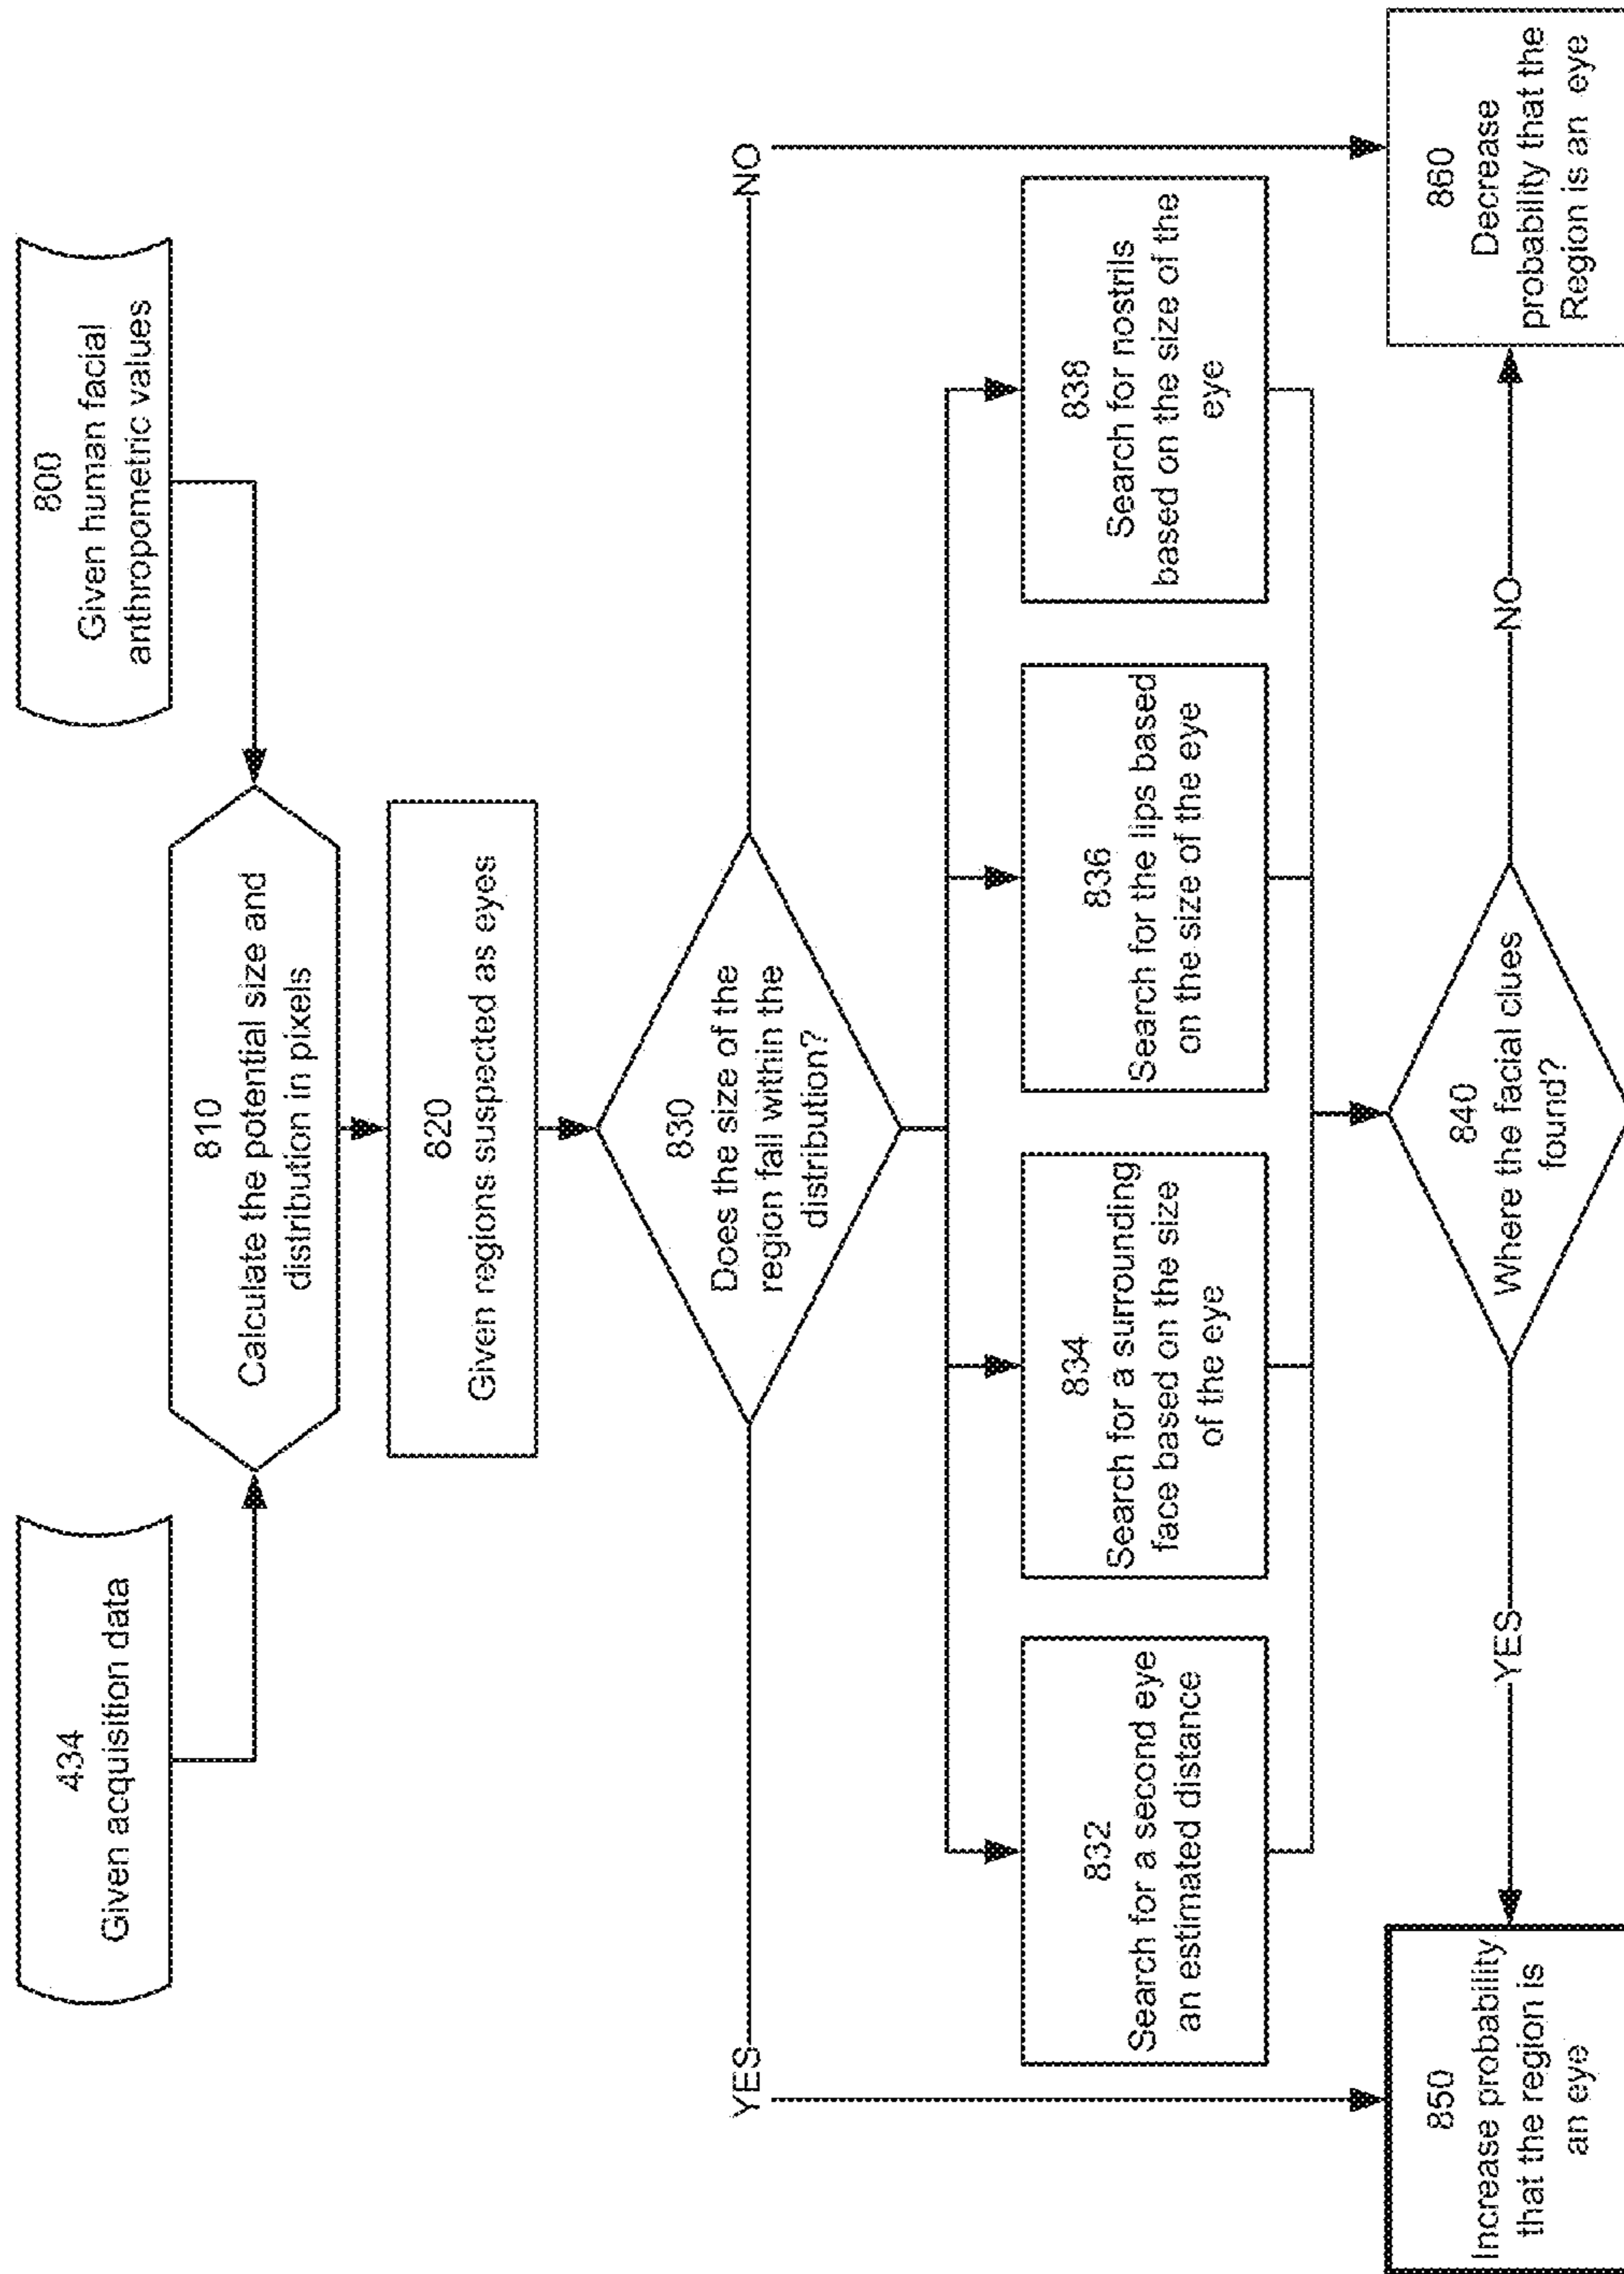 434
Given acquisition data
800
Given human facial
anthropometric values
810
Calculate the potential size and
distribution in pixels
820
Given regions suspected as eyes
830
Does the size of the
region fall within the
distribution?
YES
NO
832
Search for a second eye
an estimated distance
834
Search for a surrounding
face based on the size
of the eye
836
Search for the lips based
on the size of the eye
838
Search for nostrils
based on the size of the
eye
840
Where the facial clues
found?
YES
NO
850
Increase probability
that the region is
an eye
860
Decrease
probability that the
Region is an eye